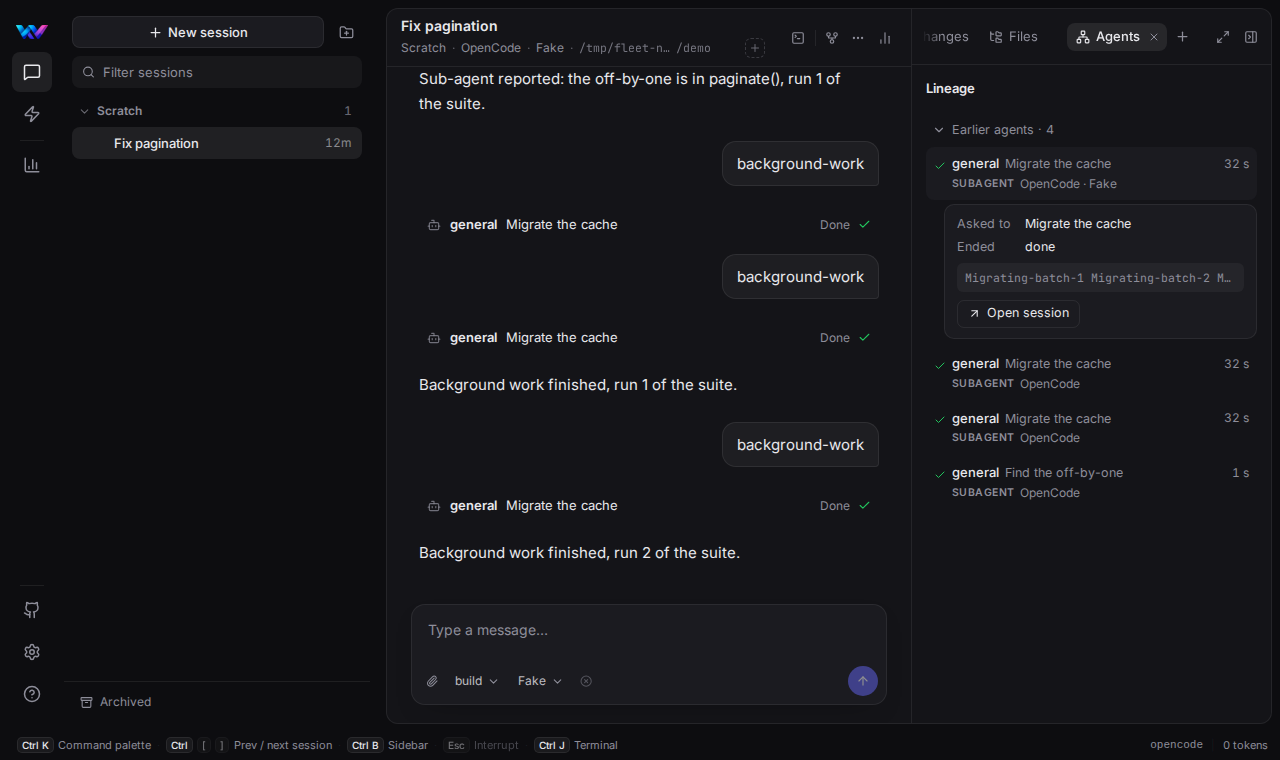 New session
Filter sessions
Scratch 1
Fix pagination 12m
Archived
Fix pagination
Scratch · OpenCode · Fake · /tmp/fleet-n… /demo
Sub-agent reported: the off-by-one is in paginate(), run 1 of
the suite.
background-work
general Migrate the cache Done
background-work
general Migrate the cache Done
Background work finished, run 1 of the suite.
background-work
general Migrate the cache Done
Background work finished, run 2 of the suite.
Type a message...
build Fake
hanges Files Agents
Lineage
Earlier agents · 4
general Migrate the cache 32 s
SUBAGENT OpenCode · Fake
Asked to Migrate the cache
Ended done
Migrating-batch-1 Migrating-batch-2 M…
Open session
general Migrate the cache 32 s
SUBAGENT OpenCode
general Migrate the cache 32 s
SUBAGENT OpenCode
general Find the off-by-one 1 s
SUBAGENT OpenCode
Ctrl K Command palette Ctrl [ ] Prev / next session Ctrl B Sidebar Esc Interrupt Ctrl J Terminal opencode 0 tokens